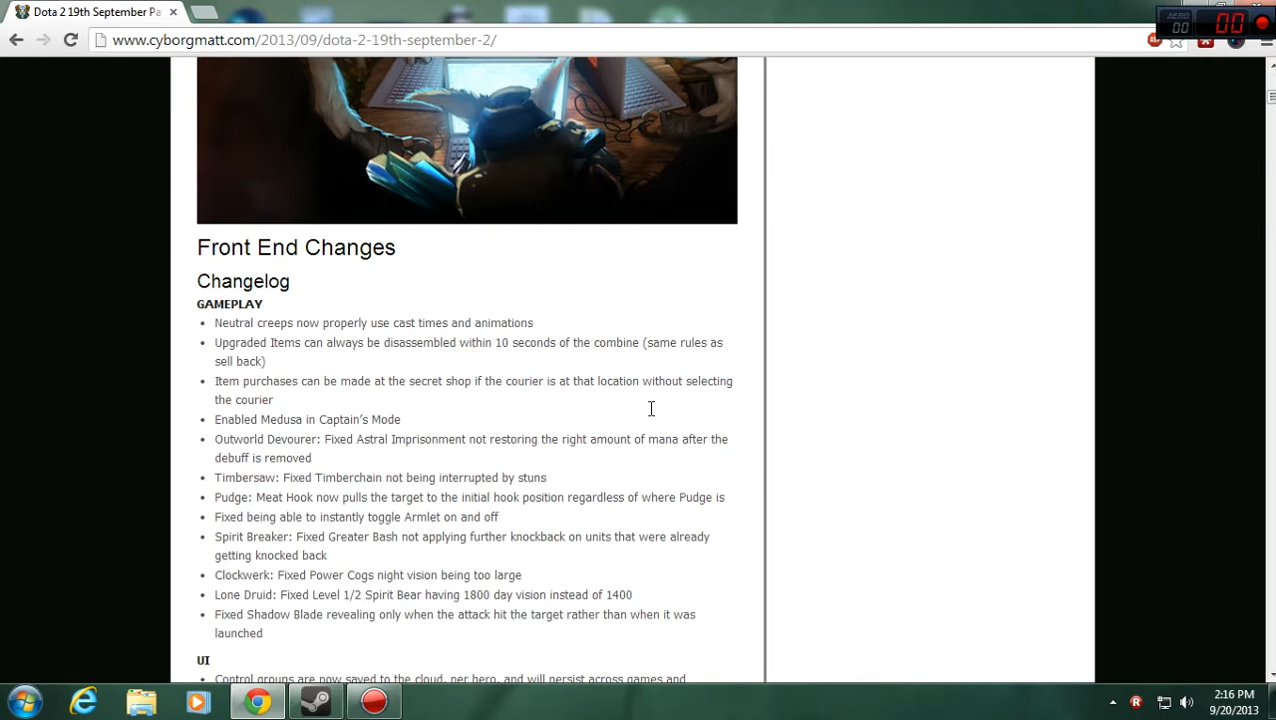 Dota 2 19th September Pa
AERO
00
00
www.cyborgmatt.com/2013/09/dota-2-19th-september-2/
Front End Changes
Changelog
GAMEPLAY
Neutral creeps now properly use cast times and animations
Upgraded Items can always be disassembled within 10 seconds of the combine (same rules as
sell back)
Item purchases can be made at the secret shop if the courier is at that location without selecting
the courier
Enabled Medusa in Captain’s Mode
Outworld Devourer: Fixed Astral Imprisonment not restoring the right amount of mana after the
debuff is removed
Timbersaw: Fixed Timberchain not being interrupted by stuns
Pudge: Meat Hook now pulls the target to the initial hook position regardless of where Pudge is
Fixed being able to instantly toggle Armlet on and off
Spirit Breaker: Fixed Greater Bash not applying further knockback on units that were already
getting knocked back
Clockwerk: Fixed Power Cogs night vision being too large
Lone Druid: Fixed Level 1/2 Spirit Bear having 1800 day vision instead of 1400
Fixed Shadow Blade revealing only when the attack hit the target rather than when it was
launched
UI
Control groups are now saved to the cloud, per hero, and will persist across games and
2:16 PM
9/20/2013